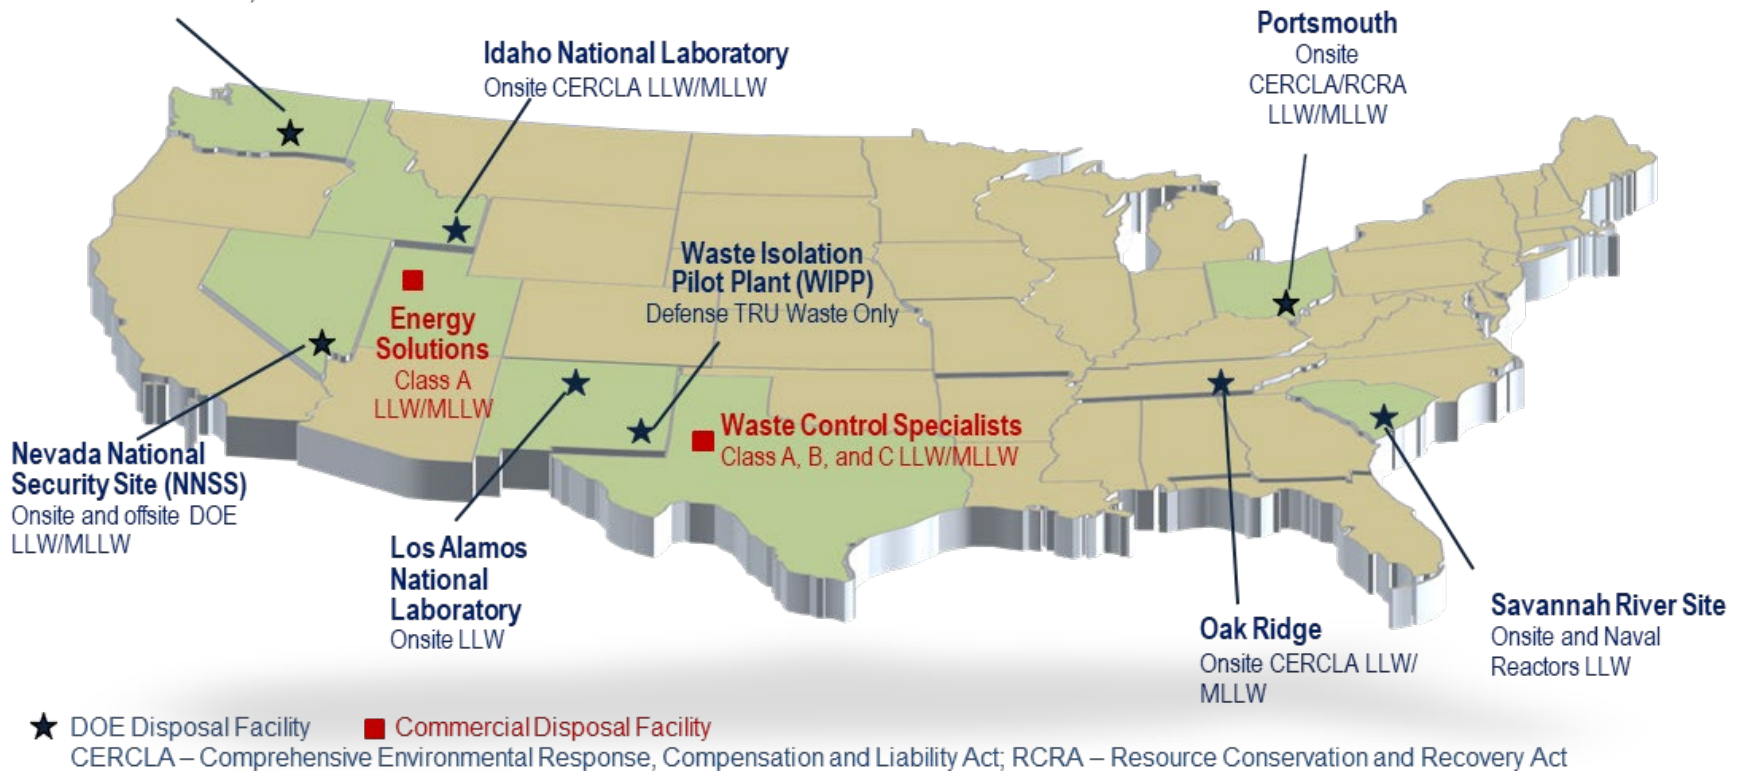 Portsmouth
Onsite
CERCLA/RCRA
LLW/MLLW
Idaho National Laboratory
Onsite CERCLA LLW/MLLW
Waste Isolation
Pilot Plant (WIPP)
Defense TRU Waste Only
Energy
Solutions
Class A
LLW/MLLW
Waste Control Specialists
Class A, B, and C LLW/MLLW
Nevada National
Security Site (NNSS)
Onsite and offsite DOE
LLW/MLLW
Los Alamos
National
Laboratory
Onsite LLW
Oak Ridge
Onsite CERCLA LLW/
MLLW
Savannah River Site
Onsite and Naval
Reactors LLW
DOE Disposal Facility
Commercial Disposal Facility
CERCLA – Comprehensive Environmental Response, Compensation and Liability Act; RCRA – Resource Conservation and Recovery Act